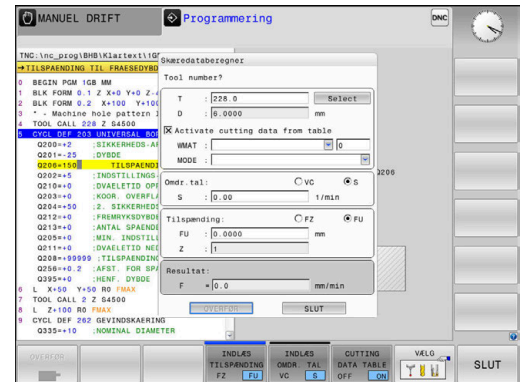 MANUEL DRIFT
Programmering
DNC
TNC:\nc_prog\BHB\Klartext\1G
→TILSPAENDING TIL FRAESEDYBD
0 BEGIN PGM 1GB MM
1 BLK FORM 0.1 Z X+0 Y+0 Z-
2 BLK FORM 0.2 X+100 Y+100
3 * - Machine hole pattern I
4 TOOL CALL 228 Z S4500
5 CYCL DEF 203 UNIVERSAL BOR
Q200=+2 ;SIKKERHEDS-AF
Q201=-25 ;DYBDE
Q206=150 TILSPAENDI
Q202=+5 ;INDSTILLINGS-
Q210=+0 ;DVAELETID OPP
Q203=+0 ;KOOR. OVERFLA
Q204=+50 ;2. SIKKERHED
Q212=+0 ;FREMRYKSDYBDE
Q213=+0 ;ANTAL SPAENDE
Q205=+0 ;MIN. INDSTILL
Q211=+0 ;DVAELETID NED
Q208=+99999 ;TILSPAENDING
Q256=+0.2 ;AFST. FOR SPA
Q395=+0 ;HENF. DYBDE
6 L X+50 Y+50 R0 FMAX
7 TOOL CALL 2 Z S4500
8 L Z+100 R0 FMAX
9 CYCL DEF 262 GEVINDSKAERING
Q335=+10 ;NOMINAL DIAMETER
Skæredataberegner
Tool number?
T : 228.0 Select
D : 6.0000 mm
Activate cutting data from table
WMAT : 0
MODE :
Omdr.tal: VC S
S : 0.00 1/min
Tilspænding: FZ FU
FU : 0.0000 mm
Z : 1
Resultat:
F = 0.0 mm/min
OVERFØR SLUT
Q206
OVERFØR
INDLÆS TILSPÆNDING FZ FU
INDLÆS OMDR. TAL VC S
CUTTING DATA TABLE OFF ON
VÆLG
SLUT